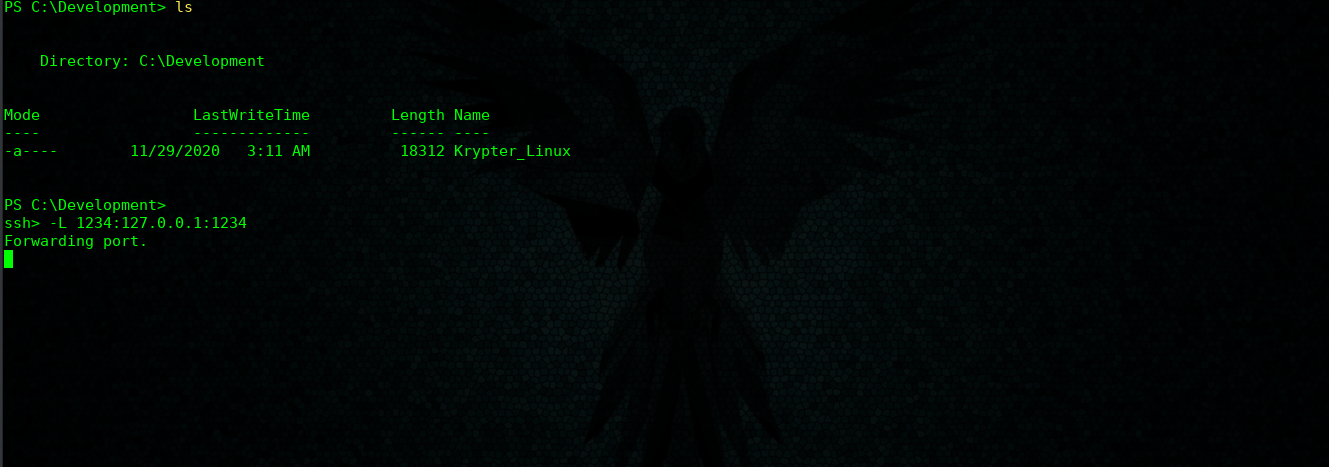 PS C:\Development> ls
Directory: C:\Development
Mode                 LastWriteTime         Length Name
----                 -------------         ------ ----
-a----        11/29/2020   3:11 AM          18312 Krypter_Linux
PS C:\Development>
ssh> -L 1234:127.0.0.1:1234
Forwarding port.